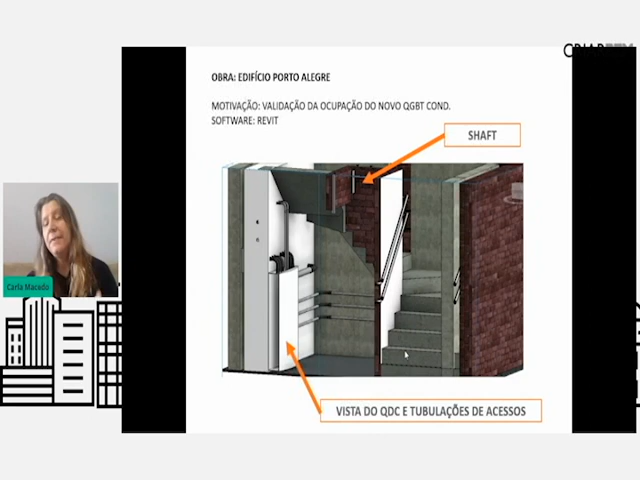 OBRA: EDIFÍCIO PORTO ALEGRE
MOTIVAÇÃO: VALIDAÇÃO DA OCUPAÇÃO DO NOVO QGBT COND.
SOFTWARE: REVIT
SHAFT
Carla Macedo
VISTA DO QDC E TUBULAÇÕES DE ACESSOS